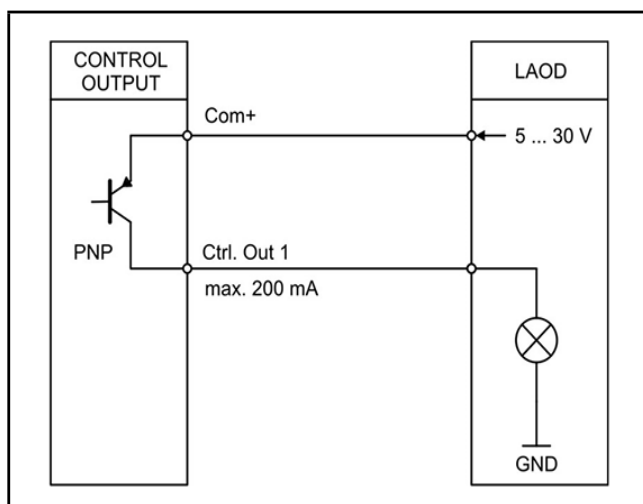 CONTROL
OUTPUT
LAOD
Com+
5 ... 30 V
PNP
Ctrl. Out 1
max. 200 mA
GND